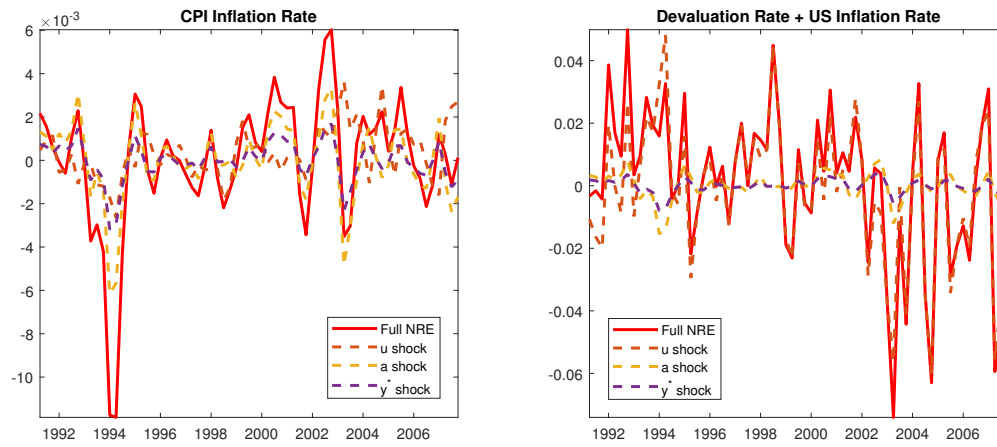 CPI Inflation Rate
×10⁻³
6
4
2
0
-2
-4
-6
-8
-10
1992 1994 1996 1998 2000 2002 2004 2006
Full NRE
u shock
a shock
y* shock
Devaluation Rate + US Inflation Rate
0.04
0.02
0
-0.02
-0.04
-0.06
1992 1994 1996 1998 2000 2002 2004 2006
Full NRE
u shock
a shock
y* shock